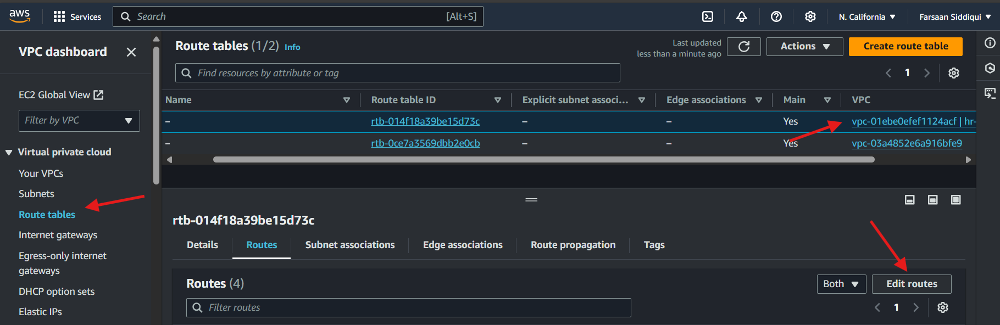 aws Services Search [Alt+S] N. California Farsaan Siddiqui
VPC dashboard
EC2 Global View
Filter by VPC
Virtual private cloud
Your VPCs
Subnets
Route tables
Internet gateways
Egress-only internet
gateways
DHCP option sets
Elastic IPs
Route tables (1/2) Info
Last updated
less than a minute ago
Actions
Create route table
Find resources by attribute or tag
1
Name Route table ID Explicit subnet associ... Edge associations Main VPC
– rtb-014f18a39be15d73c – – Yes vpc-01ebe0efef1124acf | hr-
– rtb-0ce7a3569dbb2e0cb – – Yes vpc-03a4852e6a916bfe9
rtb-014f18a39be15d73c
Details Routes Subnet associations Edge associations Route propagation Tags
Routes (4)
Both Edit routes
Filter routes
1